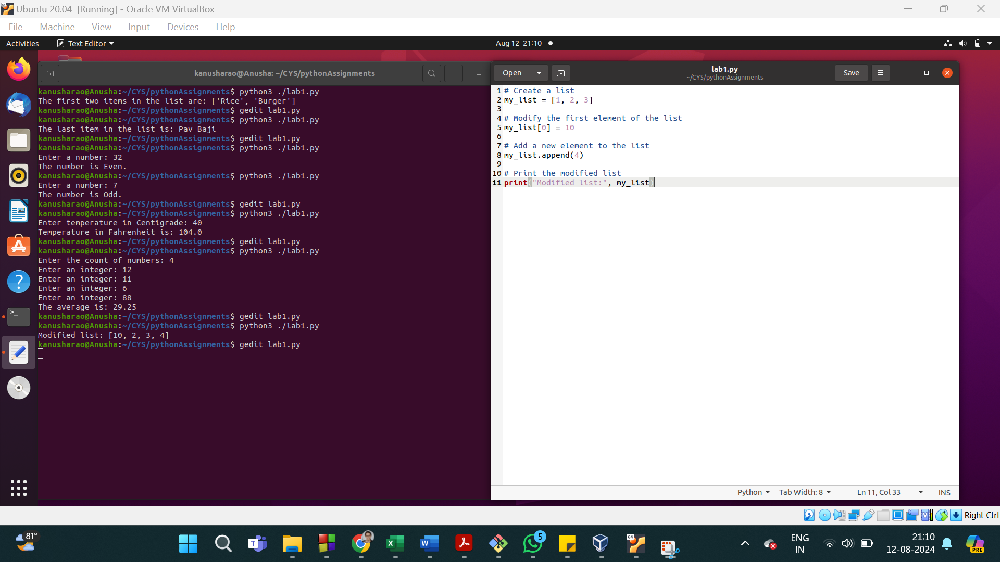 Ubuntu 20.04 [Running] - Oracle VM VirtualBox
File Machine View Input Devices Help
Activities Text Editor Aug 12 21:10
kanusharao@Anusha: ~/CYS/pythonAssignments
kanusharao@Anusha:~/CYS/pythonAssignments$ python3 ./lab1.py
The first two items in the list are: ['Rice', 'Burger']
kanusharao@Anusha:~/CYS/pythonAssignments$ gedit lab1.py
kanusharao@Anusha:~/CYS/pythonAssignments$ python3 ./lab1.py
The last item in the list is: Pav Baji
kanusharao@Anusha:~/CYS/pythonAssignments$ gedit lab1.py
kanusharao@Anusha:~/CYS/pythonAssignments$ python3 ./lab1.py
Enter a number: 32
The number is Even.
kanusharao@Anusha:~/CYS/pythonAssignments$ python3 ./lab1.py
Enter a number: 7
The number is Odd.
kanusharao@Anusha:~/CYS/pythonAssignments$ gedit lab1.py
kanusharao@Anusha:~/CYS/pythonAssignments$ python3 ./lab1.py
Enter temperature in Centigrade: 40
Temperature in Fahrenheit is: 104.0
kanusharao@Anusha:~/CYS/pythonAssignments$ gedit lab1.py
kanusharao@Anusha:~/CYS/pythonAssignments$ python3 ./lab1.py
Enter the count of numbers: 4
Enter an integer: 12
Enter an integer: 11
Enter an integer: 6
Enter an integer: 88
The average is: 29.25
kanusharao@Anusha:~/CYS/pythonAssignments$ gedit lab1.py
kanusharao@Anusha:~/CYS/pythonAssignments$ python3 ./lab1.py
Modified list: [10, 2, 3, 4]
kanusharao@Anusha:~/CYS/pythonAssignments$ gedit lab1.py
Open lab1.py Save
~/CYS/pythonAssignments
1 # Create a list
2 my_list = [1, 2, 3]
3
4 # Modify the first element of the list
5 my_list[0] = 10
6
7 # Add a new element to the list
8 my_list.append(4)
9
10 # Print the modified list
11 print("Modified list:", my_list)
Python Tab Width: 8 Ln 11, Col 33 INS
Right Ctrl
81°
5
64
ENG
IN
21:10
12-08-2024
PRE